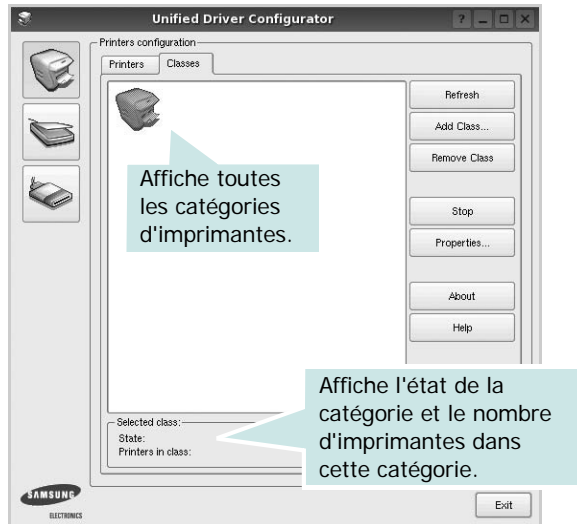 Unified Driver Configurator
Printers configuration
Printers
Classes
Refresh
Add Class...
Remove Class
Stop
Properties...
About
Help
Affiche toutes
les catégories
d'imprimantes.
Affiche l'état de la
catégorie et le nombre
d'imprimantes dans
cette catégorie.
Selected class:
State:
Printers in class:
SAMSUNG
ELECTRONICS
Exit